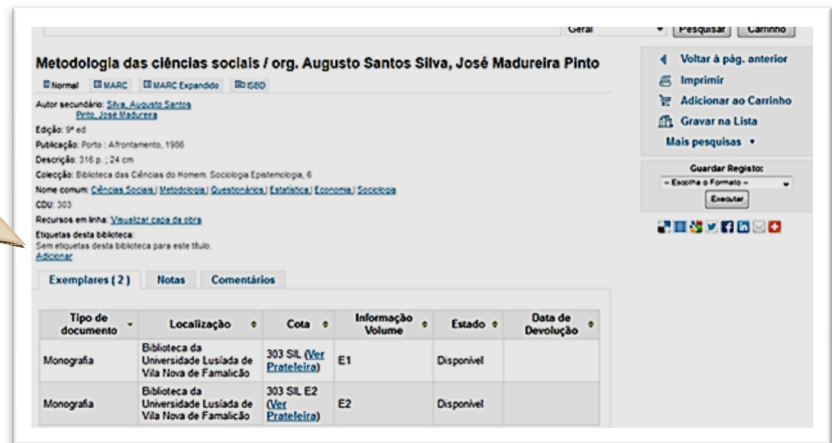 Geral Pesquisar Carrinho
Metodologia das ciências sociais / org. Augusto Santos Silva, José Madureira Pinto
Normal MARC MARC Expandido ISBD
Autor secundário: Silva, Augusto Santos
Pinto, José Madureira
Edição: 9ª ed
Publicação: Porto : Afrontamento, 1986
Descrição: 316 p. ; 24 cm
Colecção: Biblioteca das Ciências do Homem. Sociologia Epistemologia, 6
Nome comum: Ciências Sociais | Metodologia | Questionários | Estatística | Economia | Sociologia
CDU: 303
Recursos em linha: Visualizar capa da obra
Etiquetas desta biblioteca:
Sem etiquetas desta biblioteca para este título.
Adicionar
Exemplares ( 2 ) Notas Comentários
Tipo de documento Localização Cota Informação Volume Estado Data de Devolução
Monografia Biblioteca da Universidade Lusíada de Vila Nova de Famalicão 303 SIL (Ver Prateleira) E1 Disponível
Monografia Biblioteca da Universidade Lusíada de Vila Nova de Famalicão 303 SIL E2 (Ver Prateleira) E2 Disponível
Voltar à pág. anterior
Imprimir
Adicionar ao Carrinho
Gravar na Lista
Mais pesquisas
Guardar Registo:
-- Escolha o Formato --
Executar